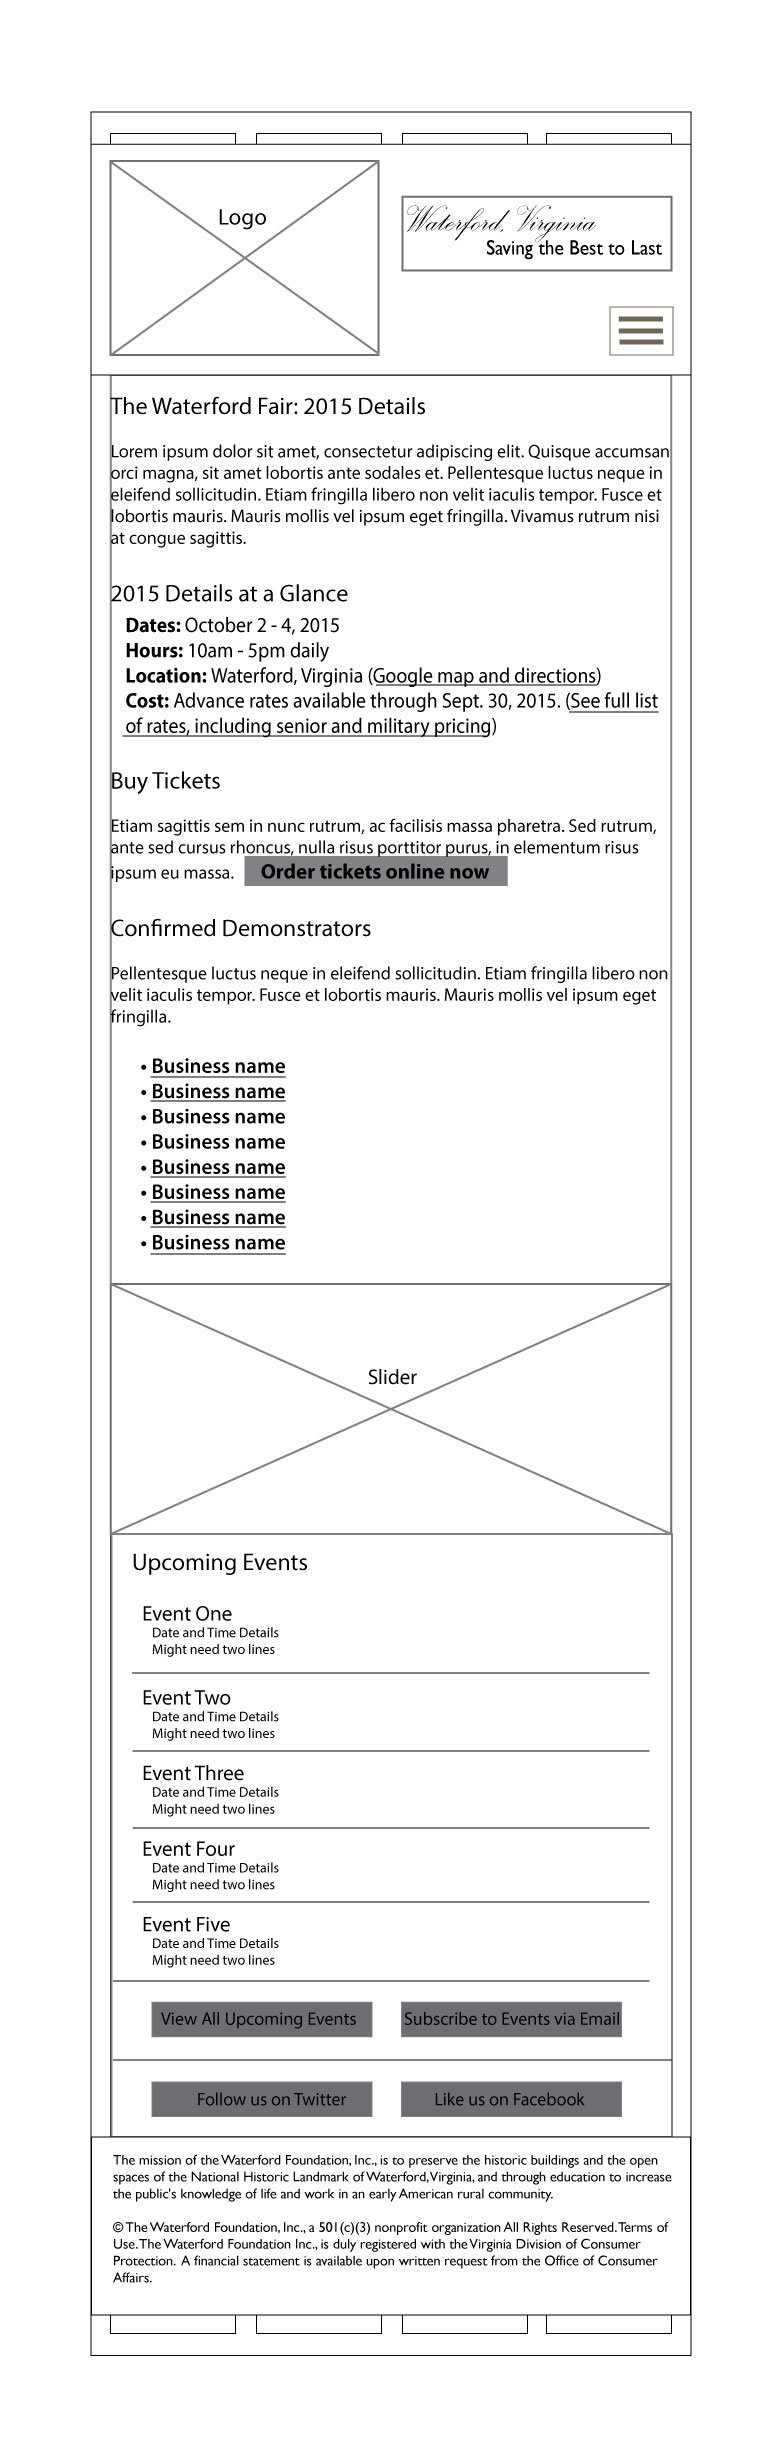 Logo
Waterford, Virginia
Saving the Best to Last
The Waterford Fair: 2015 Details
Lorem ipsum dolor sit amet, consectetur adipiscing elit. Quisque accumsan
orci magna, sit amet lobortis ante sodales et. Pellentesque luctus neque in
eleifend sollicitudin. Etiam fringilla libero non velit iaculis tempor. Fusce et
lobortis mauris. Mauris mollis vel ipsum eget fringilla. Vivamus rutrum nisi
at congue sagittis.
2015 Details at a Glance
Dates: October 2 - 4, 2015
Hours: 10am - 5pm daily
Location: Waterford, Virginia (Google map and directions)
Cost: Advance rates available through Sept. 30, 2015. (See full list
of rates, including senior and military pricing)
Buy Tickets
Etiam sagittis sem in nunc rutrum, ac facilisis massa pharetra. Sed rutrum,
ante sed cursus rhoncus, nulla risus porttitor purus, in elementum risus
ipsum eu massa. Order tickets online now
Confirmed Demonstrators
Pellentesque luctus neque in eleifend sollicitudin. Etiam fringilla libero non
velit iaculis tempor. Fusce et lobortis mauris. Mauris mollis vel ipsum eget
fringilla.
• Business name
• Business name
• Business name
• Business name
• Business name
• Business name
• Business name
• Business name
Slider
Upcoming Events
Event One
Date and Time Details
Might need two lines
Event Two
Date and Time Details
Might need two lines
Event Three
Date and Time Details
Might need two lines
Event Four
Date and Time Details
Might need two lines
Event Five
Date and Time Details
Might need two lines
View All Upcoming Events Subscribe to Events via Email
Follow us on Twitter Like us on Facebook
The mission of the Waterford Foundation, Inc., is to preserve the historic buildings and the open
spaces of the National Historic Landmark of Waterford, Virginia, and through education to increase
the public's knowledge of life and work in an early American rural community.
© The Waterford Foundation, Inc., a 501(c)(3) nonprofit organization All Rights Reserved. Terms of
Use. The Waterford Foundation Inc., is duly registered with the Virginia Division of Consumer
Protection. A financial statement is available upon written request from the Office of Consumer
Affairs.